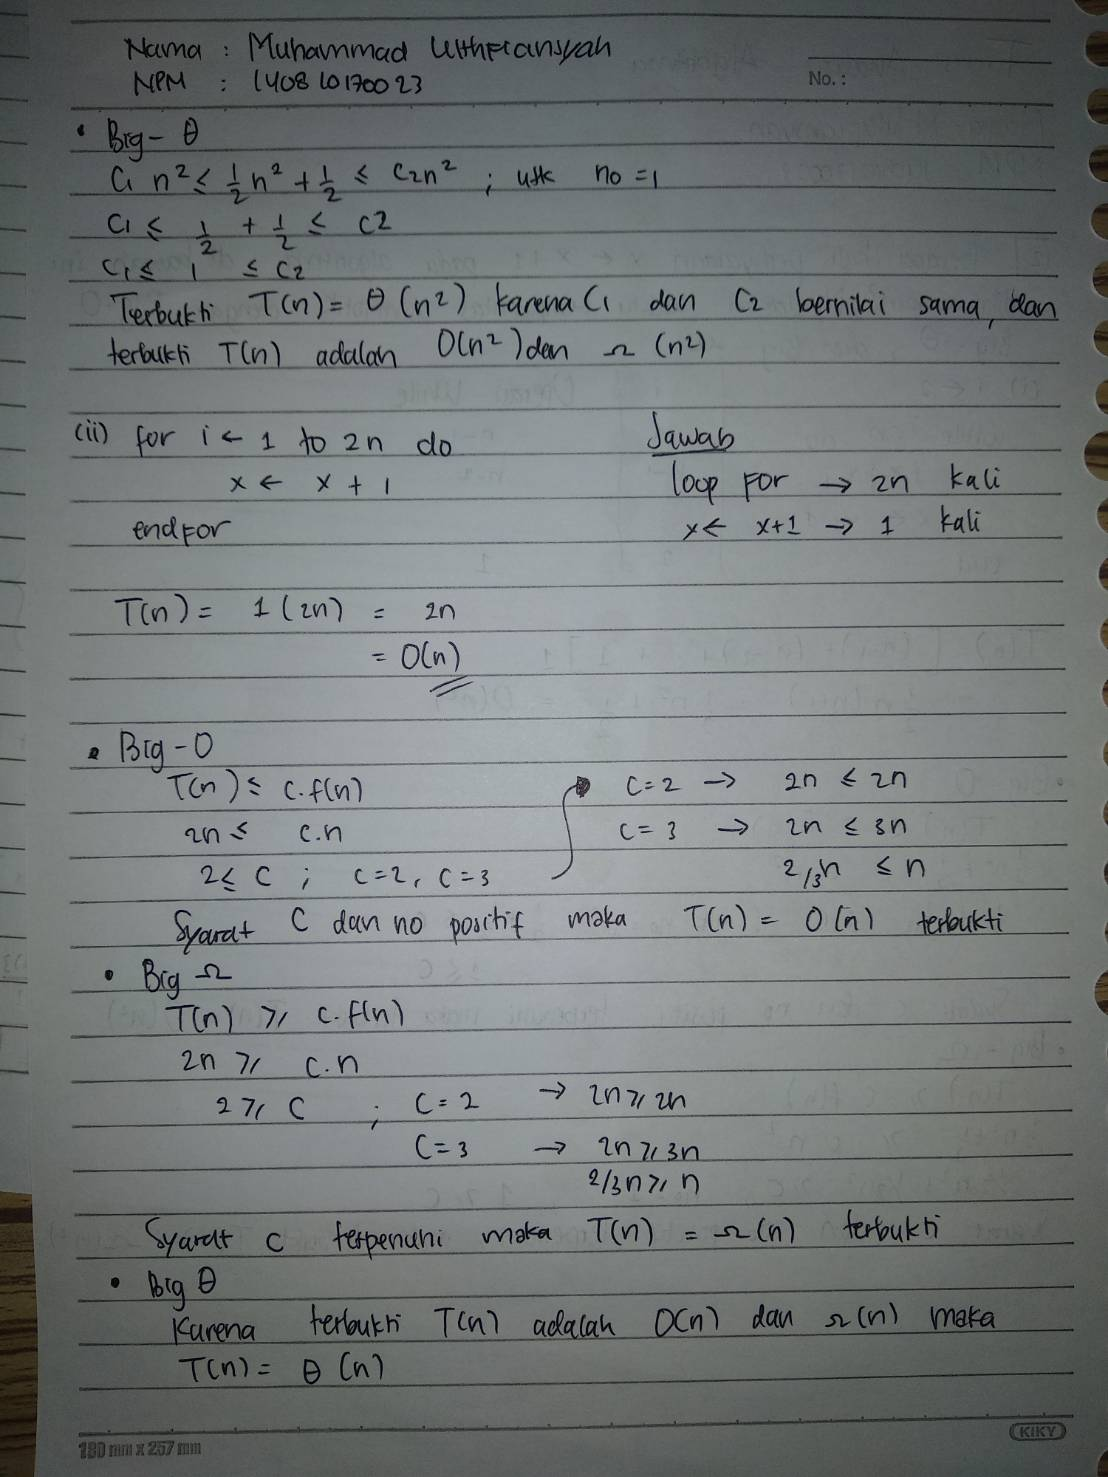 Nama : Muhammad Ulthfiansyah
NPM : 140810170023
No. :
• Big - θ
C1 n² ≤ ½n² + ½ ≤ C2n² ; utk no = 1
C1 ≤ ½ + ½ ≤ C2
C1 ≤ 1 ≤ C2
Terbukti T(n) = θ (n²) karena C1 dan C2 bernilai sama, dan
terbukti T(n) adalah O(n²) dan Ω (n²)
(ii) for i ← 1 to 2n do
x ← x + 1
endfor
Jawab
loop for → 2n kali
x ← x+1 → 1 kali
T(n) = 1 (2n) = 2n
= O(n)
• Big - O
T(n) ≤ c.f(n)
2n ≤ c.n
2 ≤ C ; C=2, C=3
C=2 → 2n ≤ 2n
C=3 → 2n ≤ 3n
2/3n ≤ n
Syarat C dan no positif maka T(n) = O(n) terbukti
• Big Ω
T(n) ≥ c.f(n)
2n ≥ c.n
2 ≥ C ; C=2 → 2n ≥ 2n
C=3 → 2n ≥ 3n
2/3n ≥ n
Syarat C terpenuhi maka T(n) = Ω(n) terbukti
• Big θ
Karena terbukti T(n) adalah O(n) dan Ω(n) maka
T(n) = θ (n)
180 mm x 257 mm
KIKY